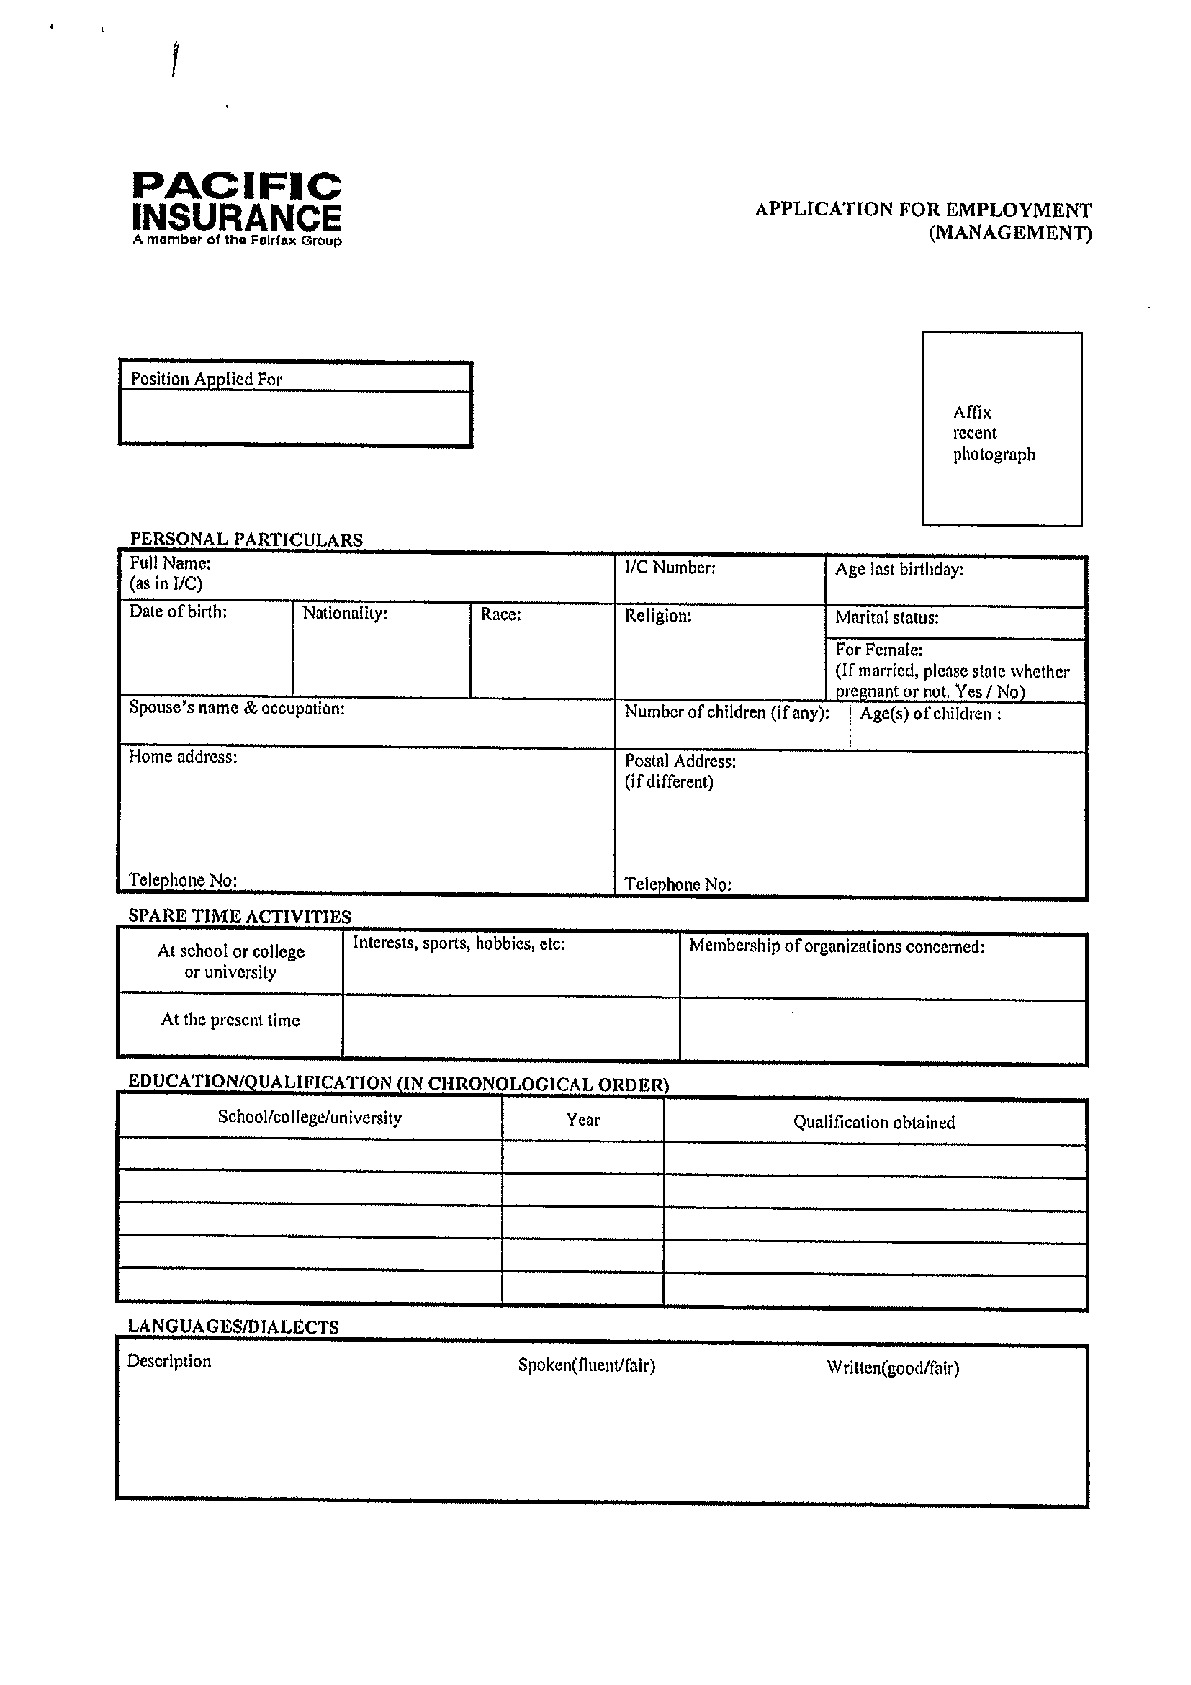 PACIFIC
INSURANCE
A member of the Fairfax Group
APPLICATION FOR EMPLOYMENT
(MANAGEMENT)
Position Applied For
Affix
recent
photograph
PERSONAL PARTICULARS
Full Name:
(as in I/C)
I/C Number:
Age last birthday:
Date of birth:
Nationality:
Race:
Religion:
Marital status:
For Female:
(If married, please state whether
pregnant or not. Yes / No)
Spouse's name & occupation:
Number of children (if any):
Age(s) of children :
Home address:
Telephone No:
Postal Address:
(if different)
Telephone No:
SPARE TIME ACTIVITIES
At school or college
or university
Interests, sports, hobbies, etc:
Membership of organizations concerned:
At the present time
EDUCATION/QUALIFICATION (IN CHRONOLOGICAL ORDER)
School/college/university
Year
Qualification obtained
LANGUAGES/DIALECTS
Description
Spoken(fluent/fair)
Written(good/fair)